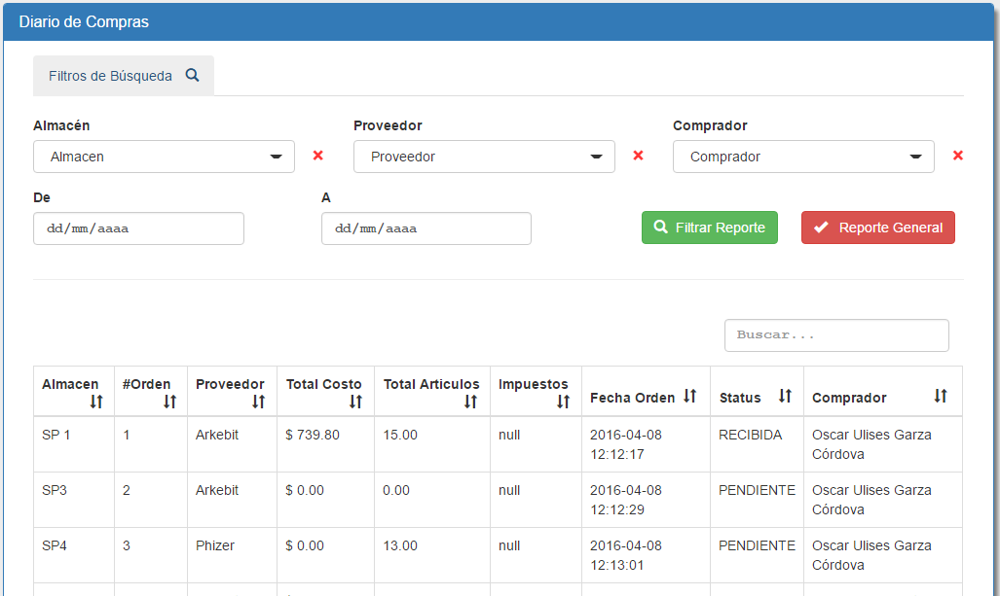 Diario de Compras
Filtros de Búsqueda
Almacén Proveedor Comprador
Almacen Proveedor Comprador
De A
dd/mm/aaaa dd/mm/aaaa Filtrar Reporte Reporte General
Buscar...
Almacen #Orden Proveedor Total Costo Total Articulos Impuestos Fecha Orden Status Comprador
SP 1 1 Arkebit $ 739.80 15.00 null 2016-04-08 RECIBIDA Oscar Ulises Garza
12:12:17 Córdova
SP3 2 Arkebit $ 0.00 0.00 null 2016-04-08 PENDIENTE Oscar Ulises Garza
12:12:29 Córdova
SP4 3 Phizer $ 0.00 13.00 null 2016-04-08 PENDIENTE Oscar Ulises Garza
12:13:01 Córdova